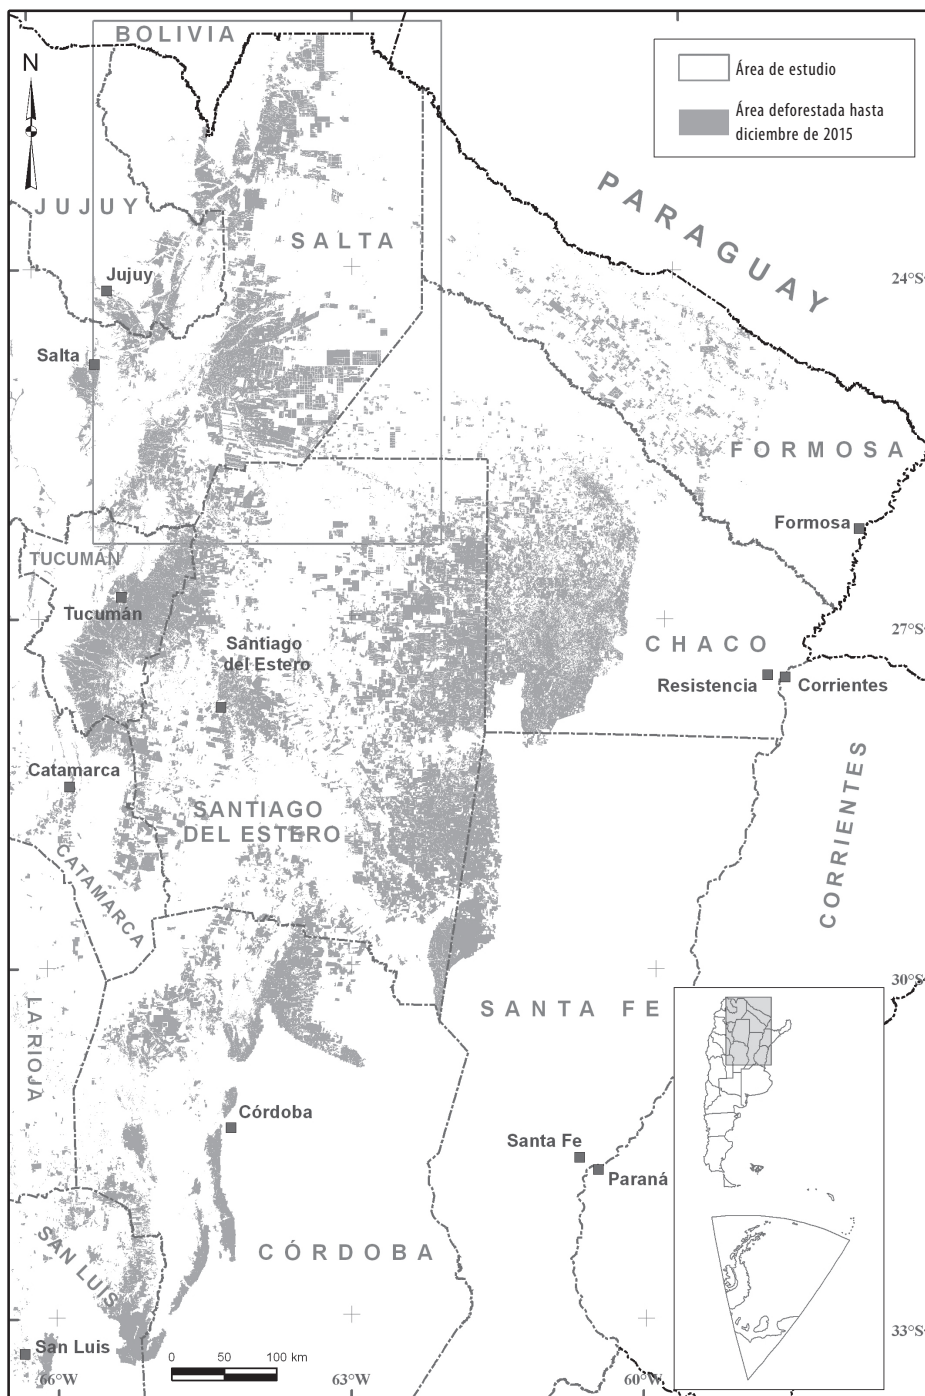 BOLIVIA
N
Área de estudio
Área deforestada hasta
diciembre de 2015
PARAGUAY
JUJUY
SALTA
Jujuy
24°S
Salta
FORMOSA
Formosa
TUCUMÁN
Tucumán
27°S
Santiago
del Estero
CHACO
Resistencia
Corrientes
CORRIENTES
Catamarca
SANTIAGO
DEL ESTERO
CATAMARCA
30°S
LA RIOJA
SANTA FE
Córdoba
Santa Fe
Paraná
SAN LUIS
CÓRDOBA
33°S
San Luis
0 50 100 km
66°W
63°W
60°W